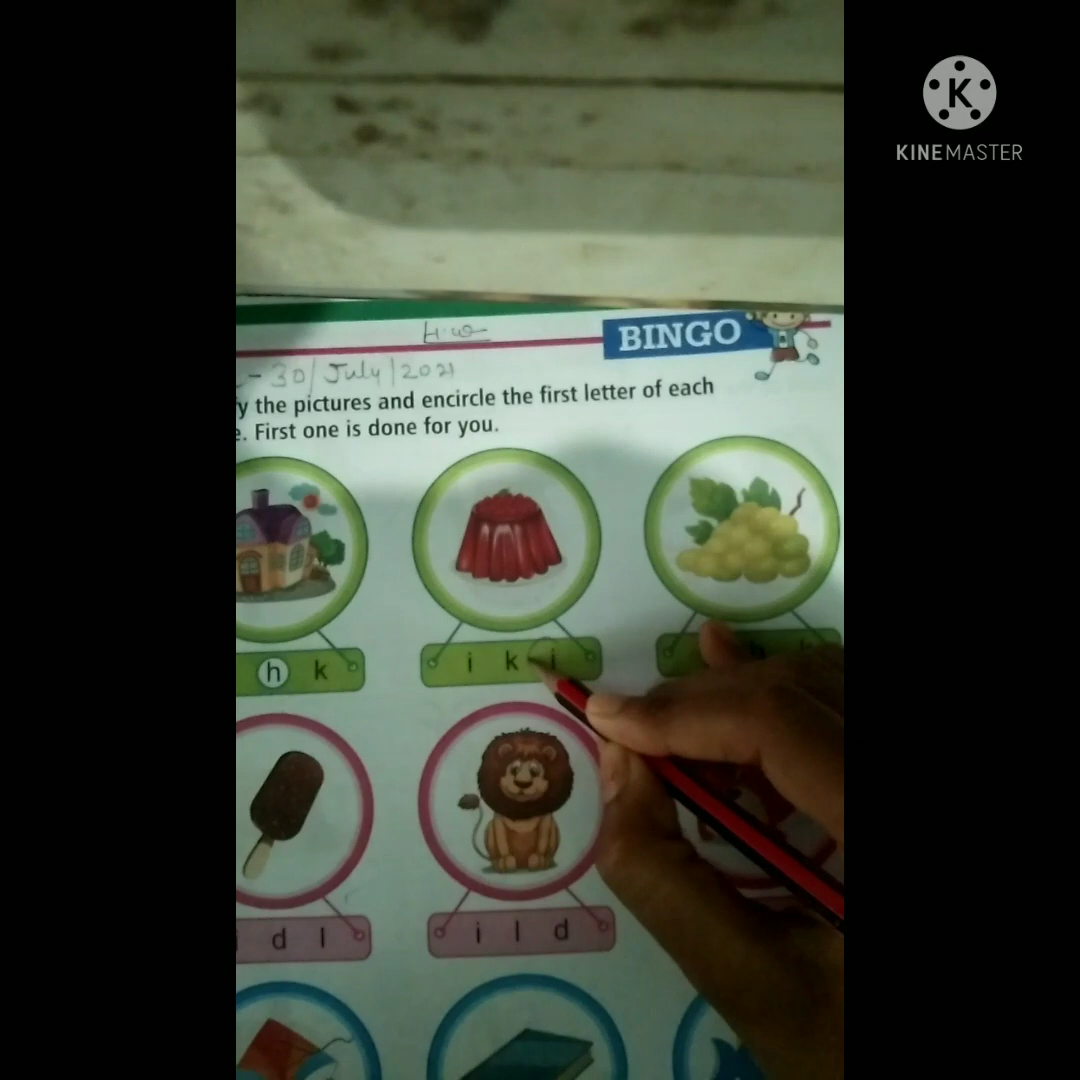 K
KINEMASTER
H.W
BINGO
- 30/July/2021
y the pictures and encircle the first letter of each
e. First one is done for you.
h k
i k j
h
d l
i l d